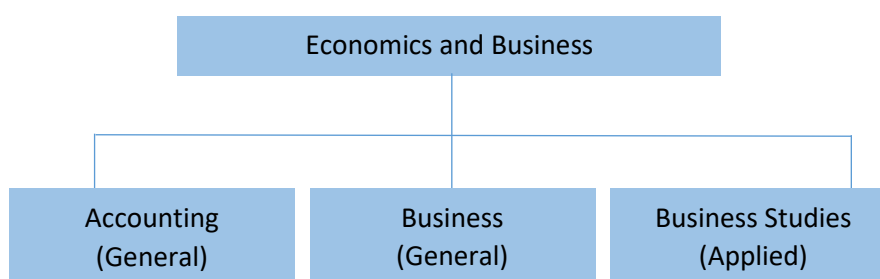 Economics and Business
Accounting
(General)
Business
(General)
Business Studies
(Applied)